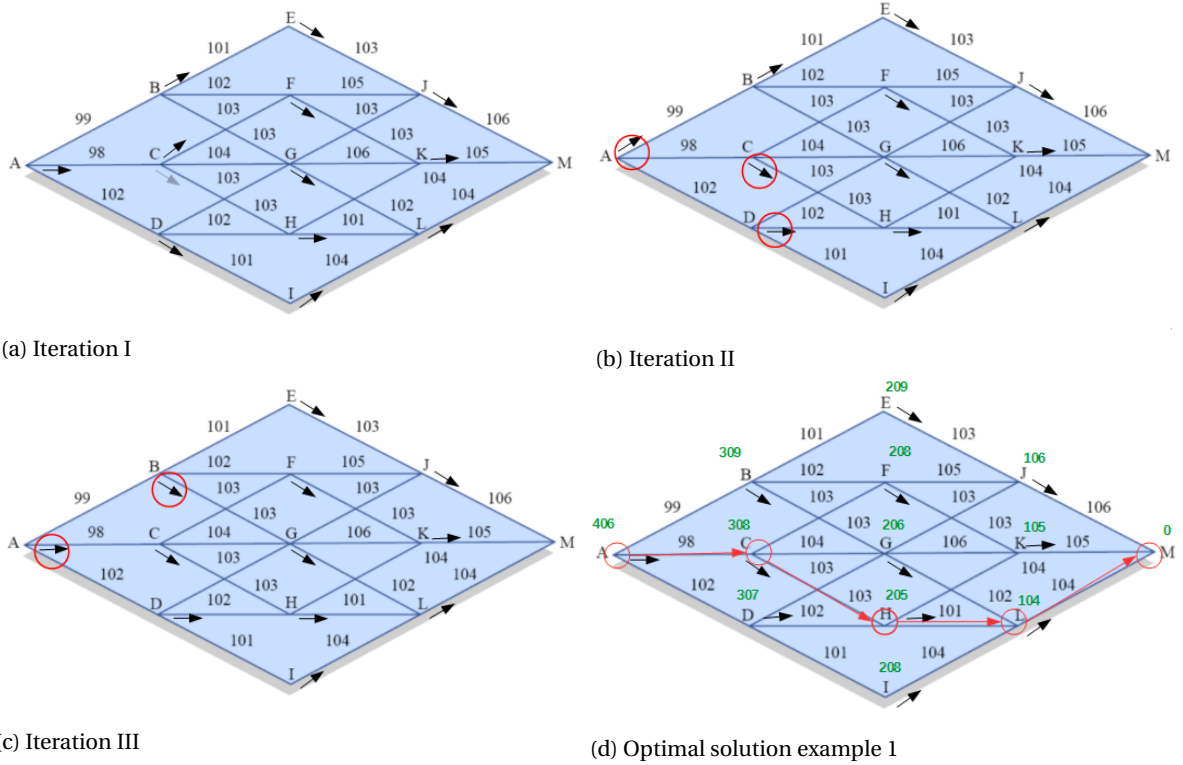 E
101 103
B 102 F 105 J
99 103 103 106
103 103
A 98 C 104 G 106 K 105 M
102 103 103 104 104
D 102 H 101 102 L
101 104
I
(a) Iteration I
E
101 103
B 102 F 105 J
99 103 103 106
103 103
A 98 C 104 G 106 K 105 M
102 103 103 104 104
D 102 H 101 102 L
101 104
I
(b) Iteration II
E
101 103
B 102 F 105 J
99 103 103 106
103 103
A 98 C 104 G 106 K 105 M
102 103 103 104 104
D 102 H 101 102 L
101 104
I
(c) Iteration III
209
E
101 103
309 208 106
B 102 F 105 J
99 103 103 106
406 308 103 206 103 105 0
A 98 C 104 G 106 K 105 M
102 103 103 104 104
307 205 104
D 102 H 101 102 L
101 208 104
I
(d) Optimal solution example 1